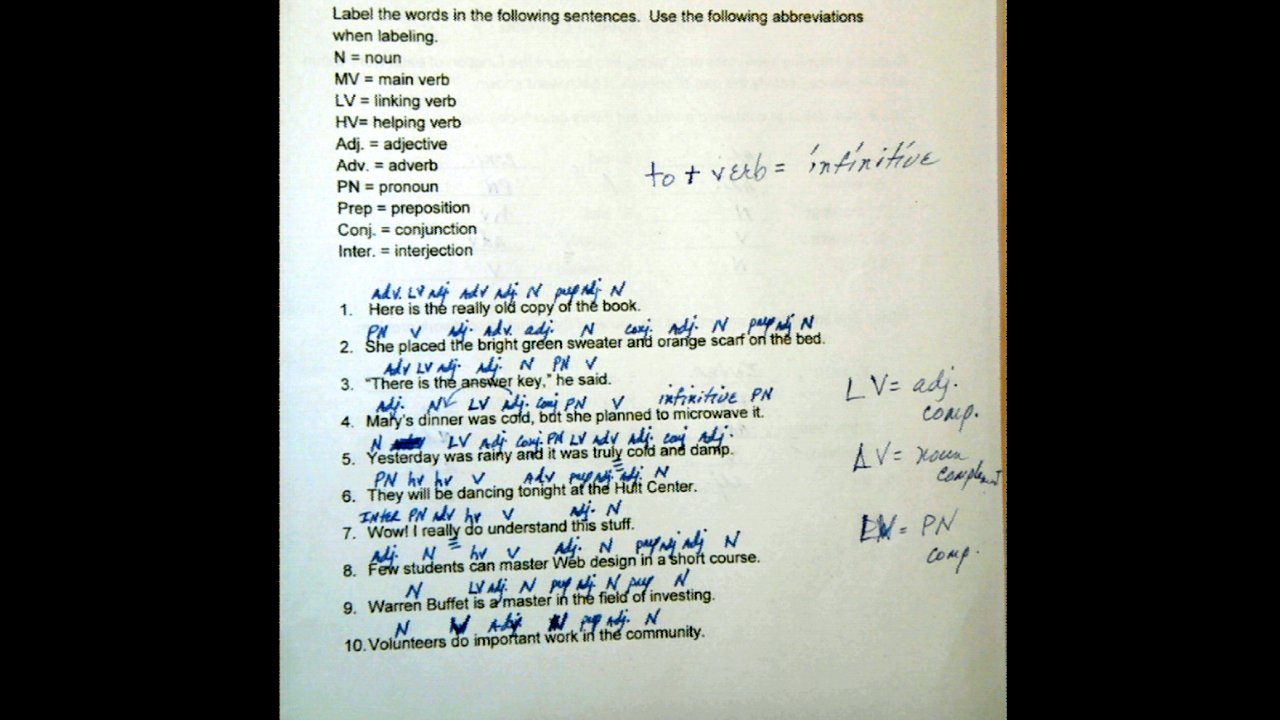 Label the words in the following sentences. Use the following abbreviations
when labeling.
N = noun
MV = main verb
LV = linking verb
HV= helping verb
Adj. = adjective
Adv. = adverb
to + verb = infinitive
PN = pronoun
Prep = preposition
Conj. = conjunction
Inter. = interjection
Adv. LV adj Adv adj N prep adj N
1. Here is the really old copy of the book.
PN V adj. Adv. adj. N conj. Adj. N prep adj N
2. She placed the bright green sweater and orange scarf on the bed.
Adv LV adj. Adj. N PN V
3. "There is the answer key," he said.
Adj. N LV Adj. conj PN V infinitive PN
4. Mary's dinner was cold, but she planned to microwave it.
LV = adj. comp.
N LV Adj conj. PN LV adv Adj. conj Adj.
5. Yesterday was rainy and it was truly cold and damp.
LV = noun complement
PN hv hv V Adv prep adj adj. N
6. They will be dancing tonight at the Hult Center.
Inter PN adv hv V adj. N
7. Wow! I really do understand this stuff.
LV = PN comp.
Adj. N hv V Adj. N prep adj adj N
8. Few students can master Web design in a short course.
N LV adj. N prep adj. N prep N
9. Warren Buffet is a master in the field of investing.
N V Adj N prep adj. N
10. Volunteers do important work in the community.